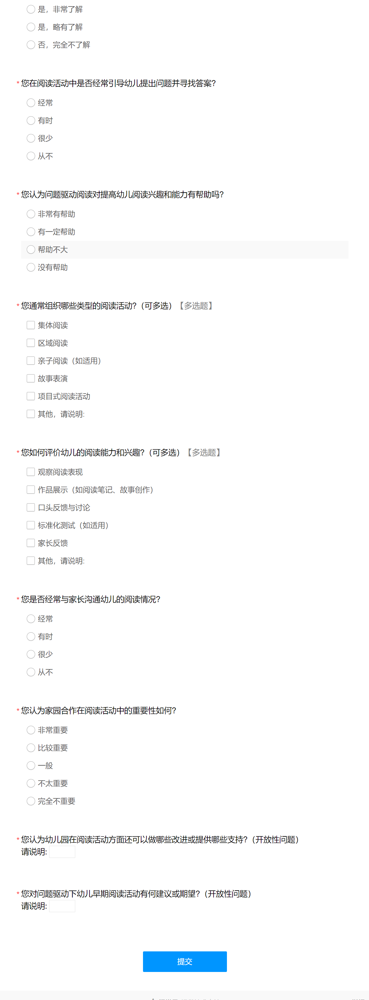 是，非常了解
是，略有了解
否，完全不了解
* 您在阅读活动中是否经常引导幼儿提出问题并寻找答案?
经常
有时
很少
从不
* 您认为问题驱动阅读对提高幼儿阅读兴趣和能力有帮助吗?
非常有帮助
有一定帮助
帮助不大
没有帮助
* 您通常组织哪些类型的阅读活动?（可多选）【多选题】
集体阅读
区域阅读
亲子阅读（如适用）
故事表演
项目式阅读活动
其他，请说明:
* 您如何评价幼儿的阅读能力和兴趣?（可多选）【多选题】
观察阅读表现
作品展示（如阅读笔记、故事创作）
口头反馈与讨论
标准化测试（如适用）
家长反馈
其他，请说明:
* 您是否经常与家长沟通幼儿的阅读情况?
经常
有时
很少
从不
* 您认为家园合作在阅读活动中的重要性如何?
非常重要
比较重要
一般
不太重要
完全不重要
* 您认为幼儿园在阅读活动方面还可以做哪些改进或提供哪些支持?（开放性问题）
请说明:
* 您对问题驱动下幼儿早期阅读活动有何建议或期望?（开放性问题）
请说明:
提交